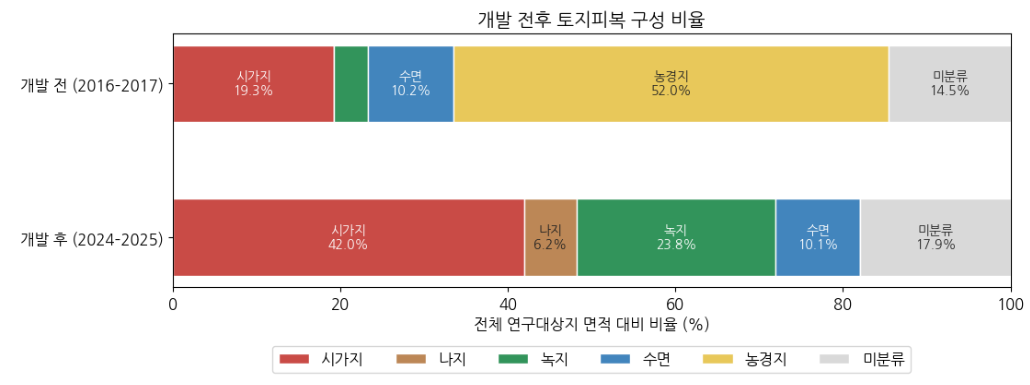 개발 전후 토지피복 구성 비율
개발 전 (2016-2017)
시가지
19.3%
수면
10.2%
농경지
52.0%
미분류
14.5%
개발 후 (2024-2025)
시가지
42.0%
나지
6.2%
녹지
23.8%
수면
10.1%
미분류
17.9%
0 20 40 60 80 100
전체 연구대상지 면적 대비 비율 (%)
시가지 나지 녹지 수면 농경지 미분류